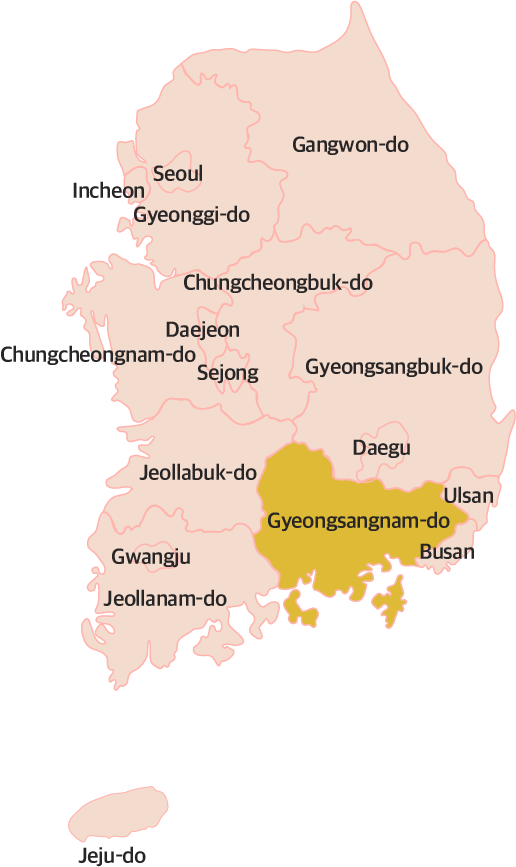 Gangwon-do
Seoul
Incheon
Gyeonggi-do
Chungcheongbuk-do
Daejeon
Chungcheongnam-do
Sejong
Gyeongsangbuk-do
Daegu
Jeollabuk-do
Ulsan
Gyeongsangnam-do
Busan
Gwangju
Jeollanam-do
Jeju-do